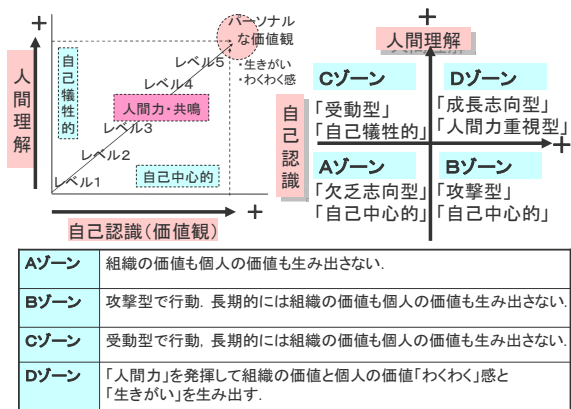 +
人間理解
自己犠牲的
パーソナル
な価値観
・生きがい
・わくわく感
レベル5
レベル4
人間力・共鳴
レベル3
レベル2
レベル1
自己中心的
+
自己認識(価値観)
+
人間理解
Cゾーン
「受動型」
「自己犠牲的」
Dゾーン
「成長志向型」
「人間力重視型」
自己認識
+
Aゾーン
「欠乏志向型」
「自己中心的」
Bゾーン
「攻撃型」
「自己中心的」
Aゾーン 組織の価値も個人の価値も生み出さない.
Bゾーン 攻撃型で行動. 長期的には組織の価値も個人の価値も生み出さない.
Cゾーン 受動型で行動, 長期的には組織の価値も個人の価値も生み出さない.
Dゾーン 「人間力」を発揮して組織の価値と個人の価値「わくわく」感と
「生きがい」を生み出す.